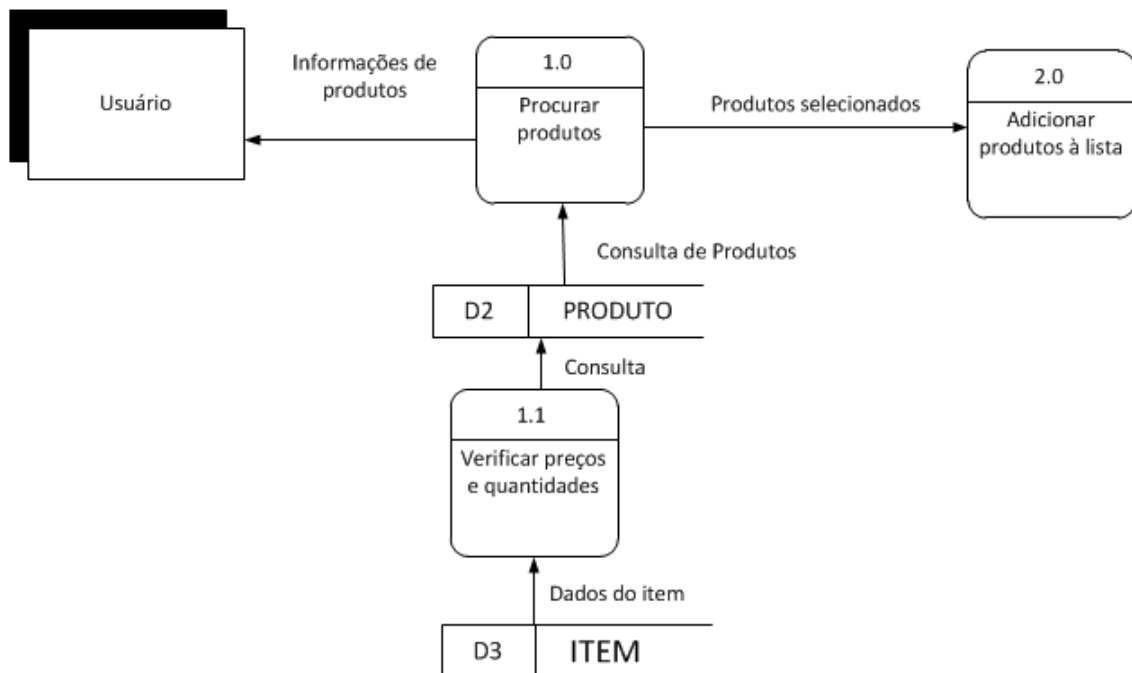 Usuário
Informações de
produtos
1.0
Procurar
produtos
Produtos selecionados
2.0
Adicionar
produtos à lista
Consulta de Produtos
D2
PRODUTO
Consulta
1.1
Verificar preços
e quantidades
Dados do item
D3
ITEM